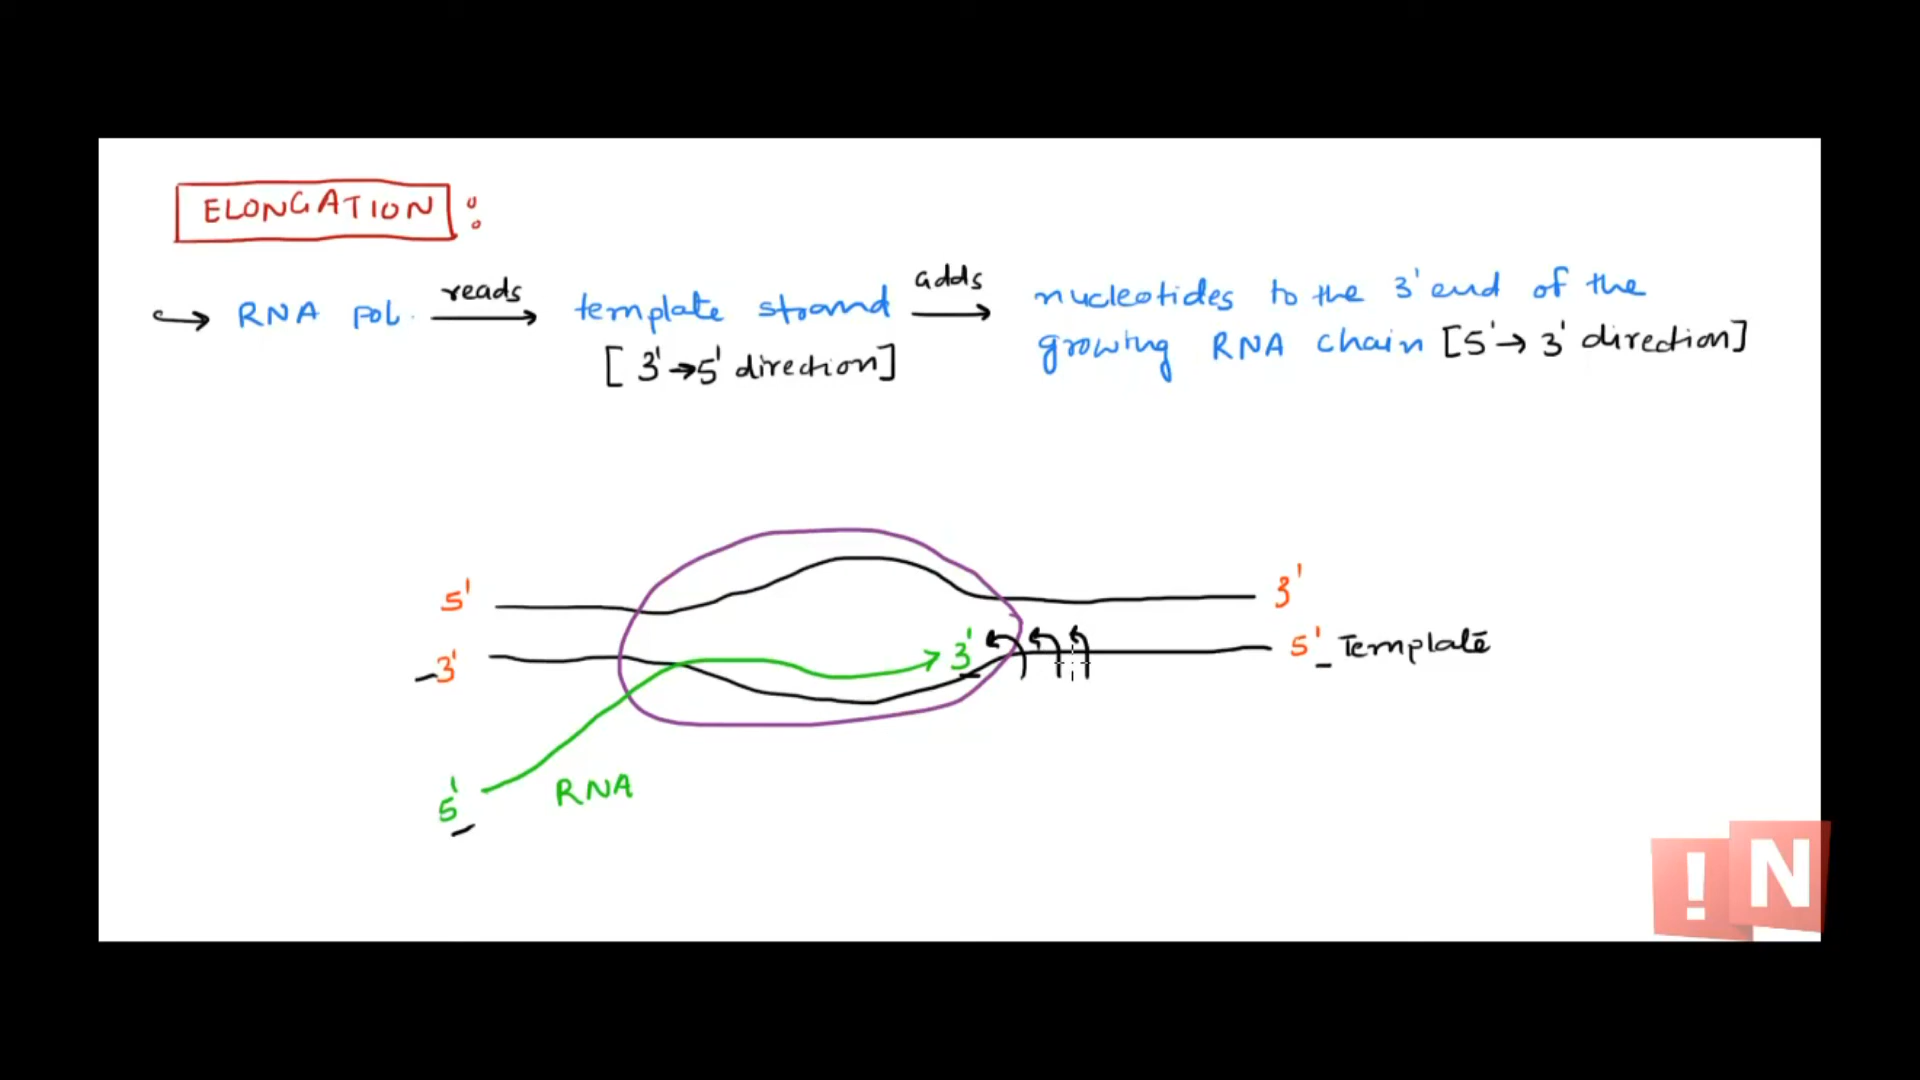 ELONGATION :
↪ RNA pol. reads → template strand adds → nucleotides to the 3' end of the
[3'→5' direction] growing RNA chain [5'→ 3' direction]
5' 3'
3' 3' 5' Template
5' RNA
!N